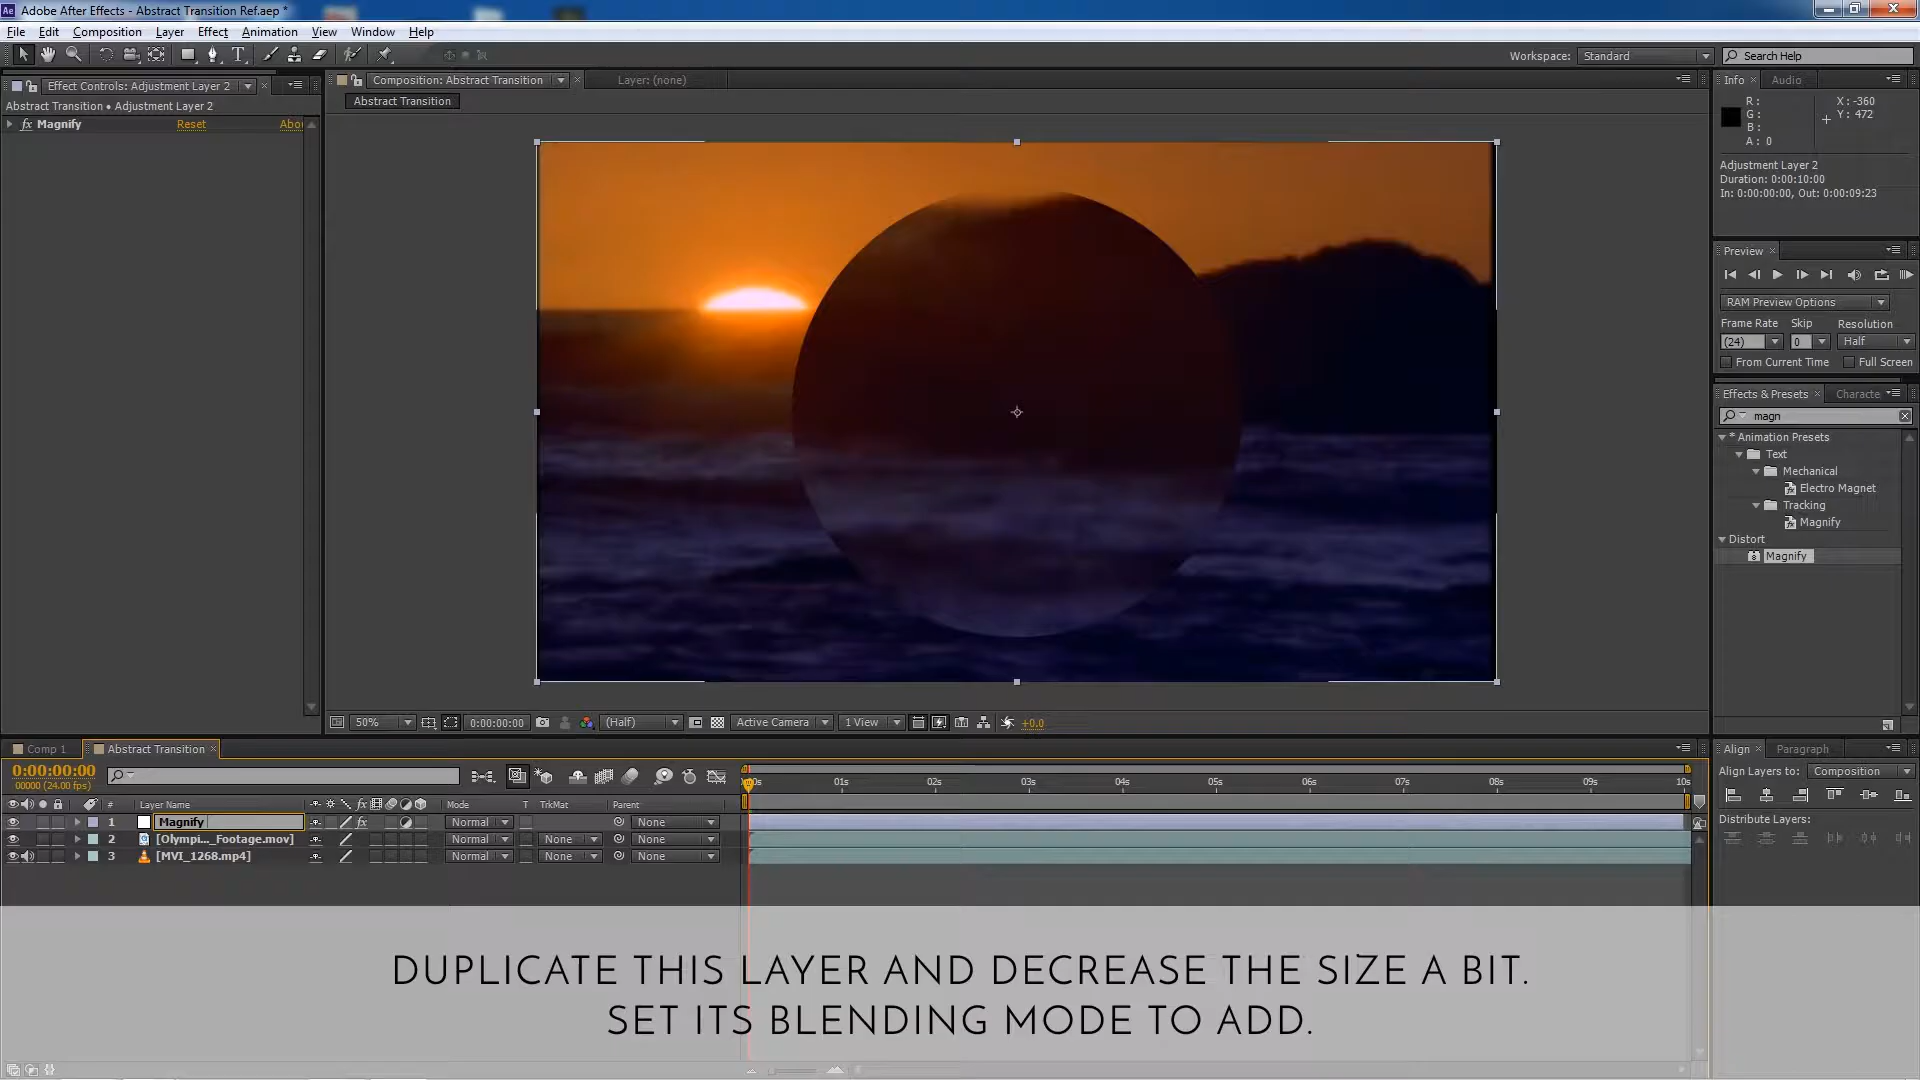 Adobe After Effects - Abstract Transition Ref.aep *
File Edit Composition Layer Effect Animation View Window Help
Workspace: Standard Search Help
Effect Controls: Adjustment Layer 2
Abstract Transition • Adjustment Layer 2
fx Magnify Reset Abou
Composition: Abstract Transition Layer: (none)
Abstract Transition
Info Audio
R: X: -360
G: Y: 472
B:
A: 0
Adjustment Layer 2
Duration: 0:00:10:00
In: 0:00:00:00, Out: 0:00:09:23
Preview
RAM Preview Options
Frame Rate Skip Resolution
(24) 0 Half
From Current Time Full Screen
Effects & Presets Characte
magn
* Animation Presets
Text
Mechanical
Electro Magnet
Tracking
Magnify
Distort
Magnify
50% 0:00:00:00 (Half) Active Camera 1 View +0.0
Comp 1 Abstract Transition
0:00:00:00
00000 (24.00 fps)
01s 02s 03s 04s 05s 06s 07s 08s 09s 10s
# Layer Name fx Mode T TrkMat Parent
1 Magnify fx Normal None
2 [Olympi..._Footage.mov] Normal None None
3 [MVI_1268.mp4] Normal None None
Align Paragraph
Align Layers to: Composition
Distribute Layers:
DUPLICATE THIS LAYER AND DECREASE THE SIZE A BIT.
SET ITS BLENDING MODE TO ADD.